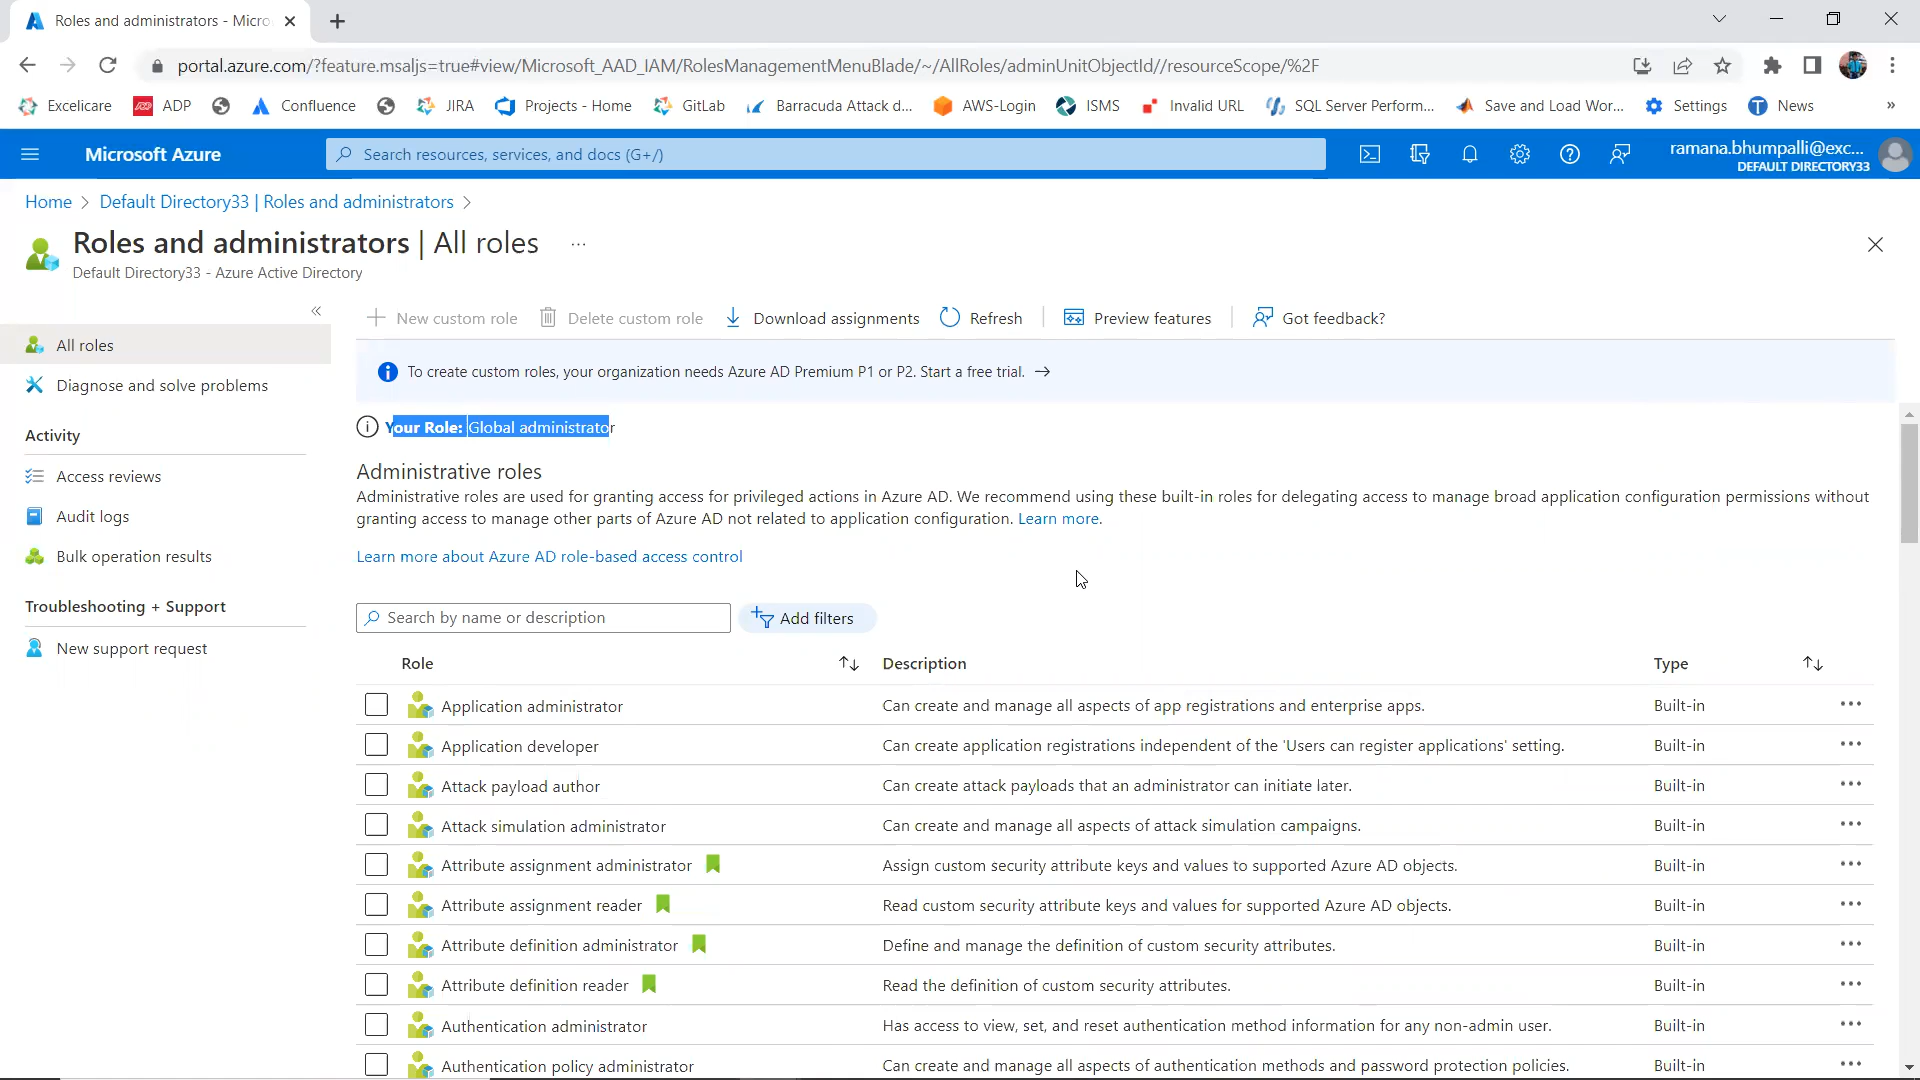 Roles and administrators - Micro
portal.azure.com/?feature.msaljs=true#view/Microsoft_AAD_IAM/RolesManagementMenuBlade/~/AllRoles/adminUnitObjectId//resourceScope/%2F
Excelicare
ADP
Confluence
JIRA
Projects - Home
GitLab
Barracuda Attack d...
AWS-Login
ISMS
Invalid URL
SQL Server Perform...
Save and Load Wor...
Settings
News
»
Microsoft Azure
Search resources, services, and docs (G+/)
ramana.bhumpalli@exc...
DEFAULT DIRECTORY33
Home > Default Directory33 | Roles and administrators >
Roles and administrators | All roles ...
Default Directory33 - Azure Active Directory
«
All roles
Diagnose and solve problems
Activity
Access reviews
Audit logs
Bulk operation results
Troubleshooting + Support
New support request
New custom role
Delete custom role
Download assignments
Refresh
Preview features
Got feedback?
To create custom roles, your organization needs Azure AD Premium P1 or P2. Start a free trial. →
Your Role: Global administrator
Administrative roles
Administrative roles are used for granting access for privileged actions in Azure AD. We recommend using these built-in roles for delegating access to manage broad application configuration permissions without
granting access to manage other parts of Azure AD not related to application configuration. Learn more.
Learn more about Azure AD role-based access control
Search by name or description
Add filters
Role Description Type
Application administrator Can create and manage all aspects of app registrations and enterprise apps. Built-in ...
Application developer Can create application registrations independent of the 'Users can register applications' setting. Built-in ...
Attack payload author Can create attack payloads that an administrator can initiate later. Built-in ...
Attack simulation administrator Can create and manage all aspects of attack simulation campaigns. Built-in ...
Attribute assignment administrator Assign custom security attribute keys and values to supported Azure AD objects. Built-in ...
Attribute assignment reader Read custom security attribute keys and values for supported Azure AD objects. Built-in ...
Attribute definition administrator Define and manage the definition of custom security attributes. Built-in ...
Attribute definition reader Read the definition of custom security attributes. Built-in ...
Authentication administrator Has access to view, set, and reset authentication method information for any non-admin user. Built-in ...
Authentication policy administrator Can create and manage all aspects of authentication methods and password protection policies. Built-in ...